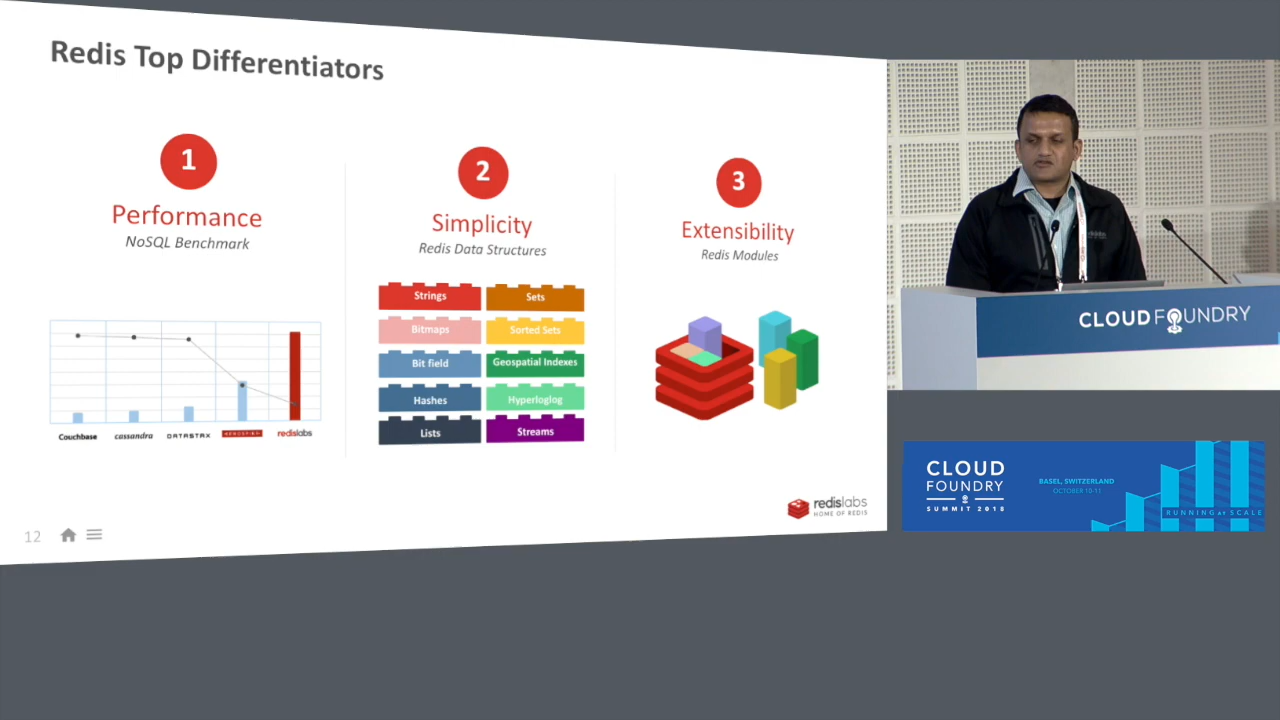 Redis Top Differentiators
1
Performance
NoSQL Benchmark
Couchbase
cassandra
DATASTAX
redislabs
2
Simplicity
Redis Data Structures
Strings
Sets
Bitmaps
Sorted Sets
Bit field
Geospatial Indexes
Hashes
Hyperloglog
Lists
Streams
3
Extensibility
Redis Modules
redislabs
HOME OF REDIS
12
CLOUD FOUNDRY
CLOUD
FOUNDRY
SUMMIT 2018
BASEL, SWITZERLAND
OCTOBER 10-11
RUNNING at SCALE